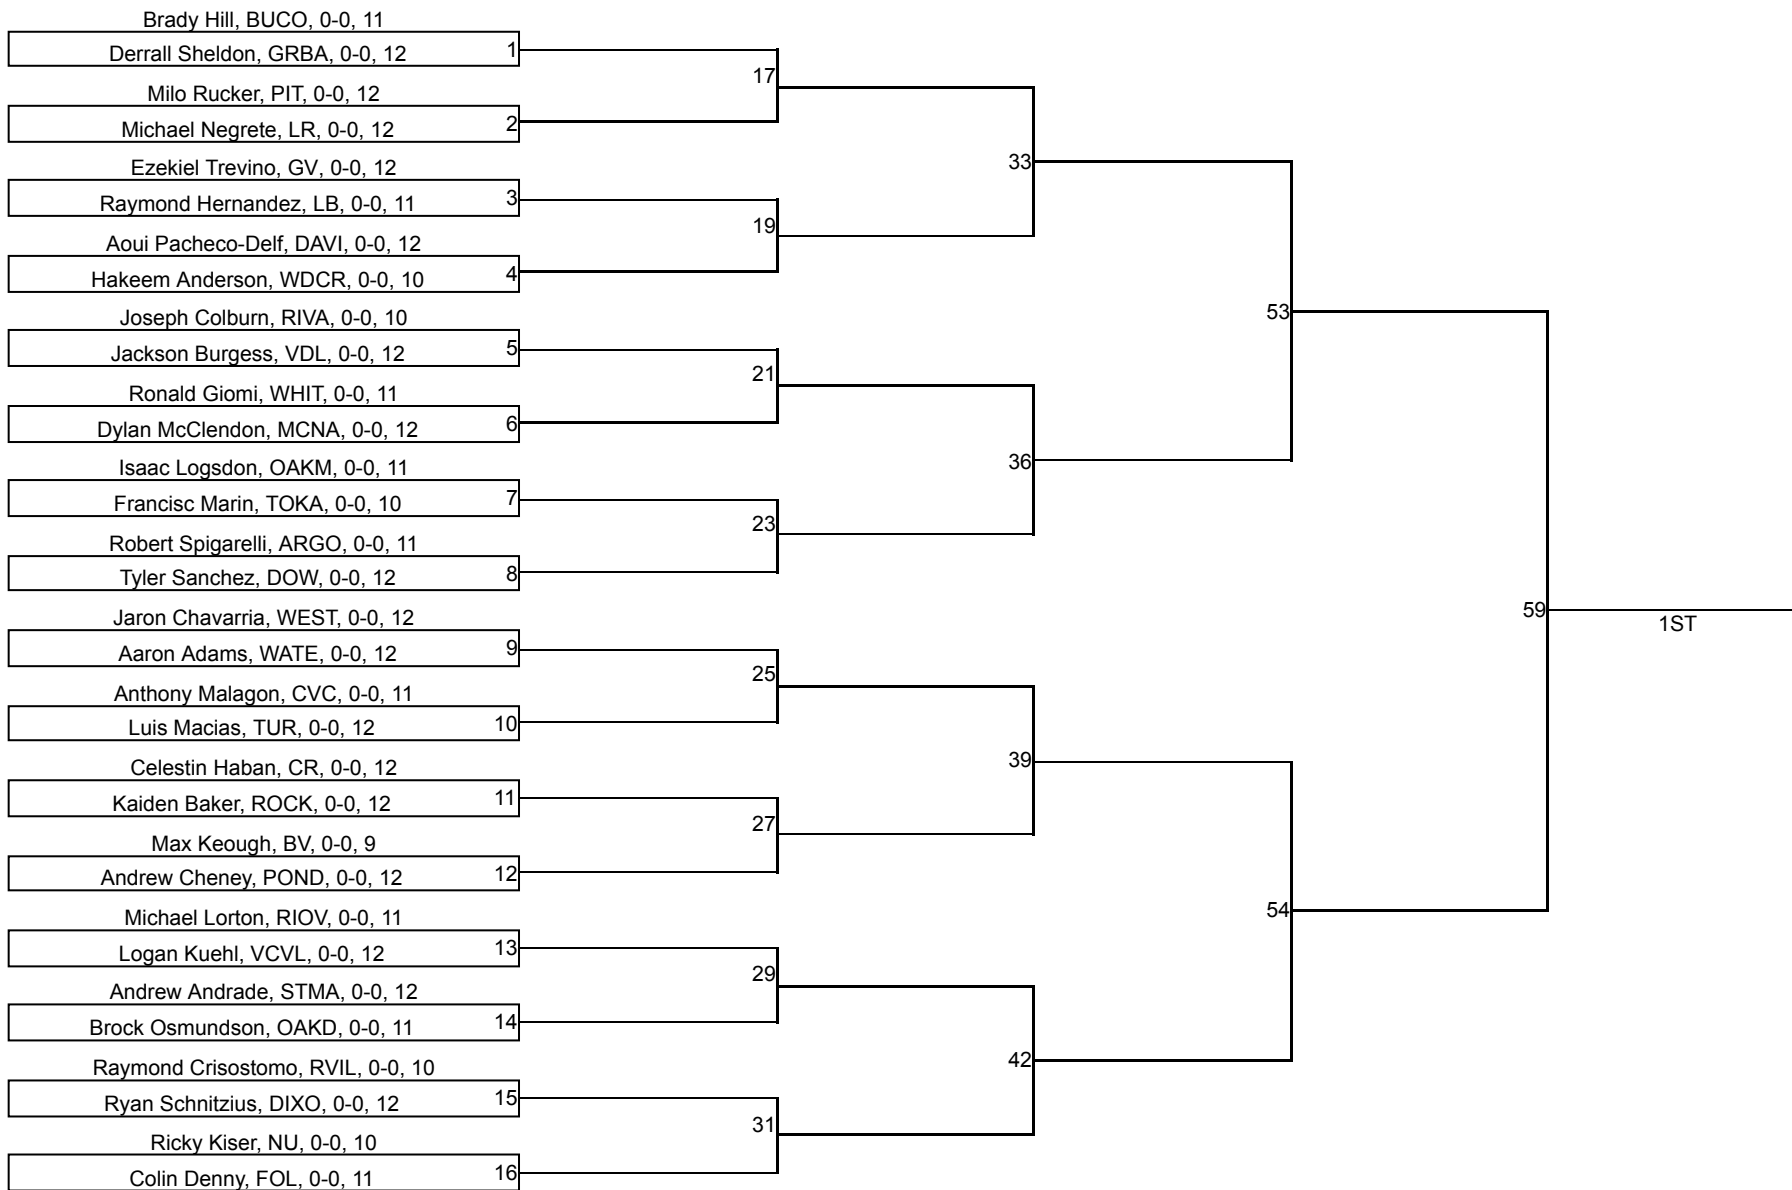 Brady Hill, BUCO, 0-0, 11
Derrall Sheldon, GRBA, 0-0, 12
1
17
Milo Rucker, PIT, 0-0, 12
Michael Negrete, LR, 0-0, 12
2
33
Ezekiel Trevino, GV, 0-0, 12
Raymond Hernandez, LB, 0-0, 11
3
19
Aoui Pacheco-Delf, DAVI, 0-0, 12
Hakeem Anderson, WDCR, 0-0, 10
4
53
Joseph Colburn, RIVA, 0-0, 10
Jackson Burgess, VDL, 0-0, 12
5
21
Ronald Giomi, WHIT, 0-0, 11
Dylan McClendon, MCNA, 0-0, 12
6
36
Isaac Logsdon, OAKM, 0-0, 11
Francisc Marin, TOKA, 0-0, 10
7
23
Robert Spigarelli, ARGO, 0-0, 11
Tyler Sanchez, DOW, 0-0, 12
8
59
1ST
Jaron Chavarria, WEST, 0-0, 12
Aaron Adams, WATE, 0-0, 12
9
25
Anthony Malagon, CVC, 0-0, 11
Luis Macias, TUR, 0-0, 12
10
39
Celestin Haban, CR, 0-0, 12
Kaiden Baker, ROCK, 0-0, 12
11
27
Max Keough, BV, 0-0, 9
Andrew Cheney, POND, 0-0, 12
12
54
Michael Lorton, RIOV, 0-0, 11
Logan Kuehl, VCVL, 0-0, 12
13
29
Andrew Andrade, STMA, 0-0, 12
Brock Osmundson, OAKD, 0-0, 11
14
42
Raymond Crisostomo, RVIL, 0-0, 10
Ryan Schnitzius, DIXO, 0-0, 12
15
31
Ricky Kiser, NU, 0-0, 10
Colin Denny, FOL, 0-0, 11
16